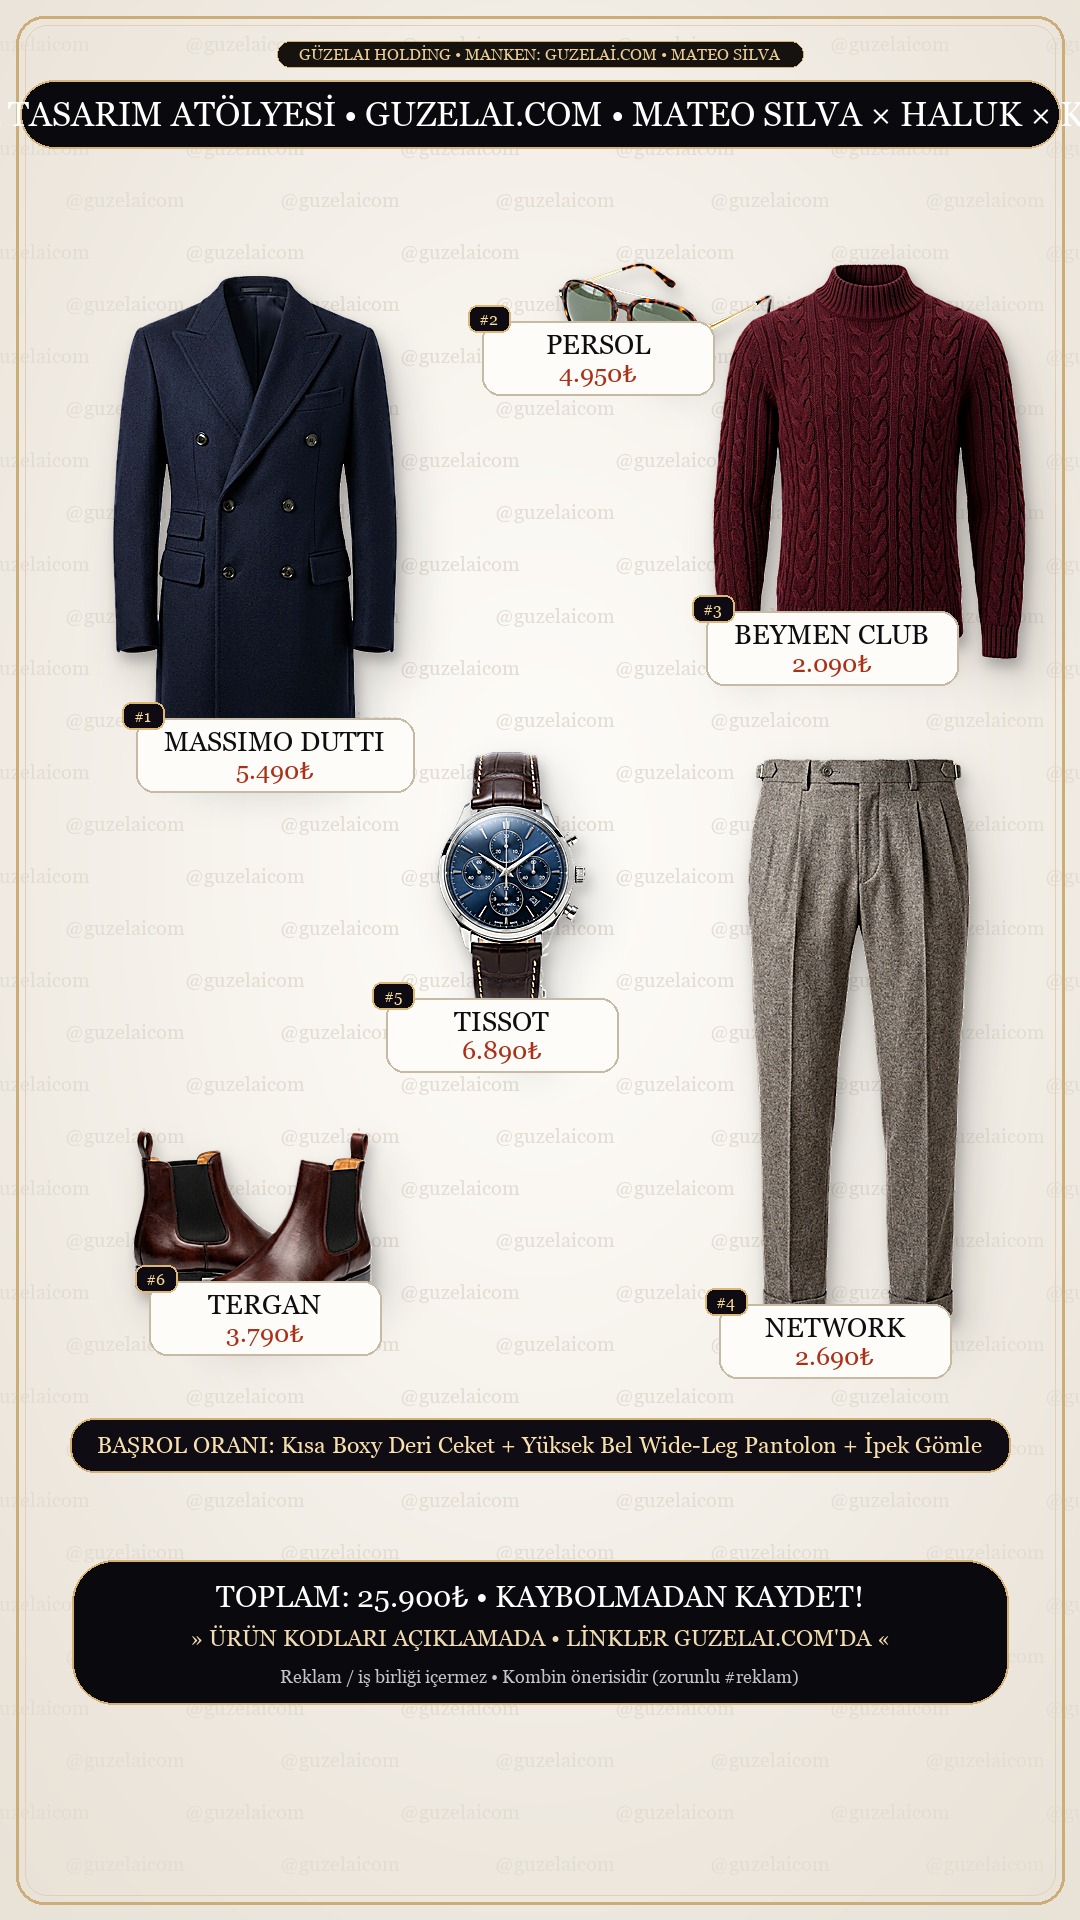 GÜZELAI HOLDİNG • MANKEN: GUZELAİ.COM • MATEO SİLVA
TASARIM ATÖLYESİ • GUZELAI.COM • MATEO SILVA × HALUK × K
#2
PERSOL
4.950₺
#3
BEYMEN CLUB
2.090₺
#1
MASSIMO DUTTI
5.490₺
#5
TISSOT
6.890₺
#6
TERGAN
3.790₺
#4
NETWORK
2.690₺
BAŞROL ORANI: Kısa Boxy Deri Ceket + Yüksek Bel Wide-Leg Pantolon + İpek Gömle
TOPLAM: 25.900₺ • KAYBOLMADAN KAYDET!
» ÜRÜN KODLARI AÇIKLAMADA • LİNKLER GUZELAI.COM'DA «
Reklam / iş birliği içermez • Kombin önerisidir (zorunlu #reklam)
@guzelaicom